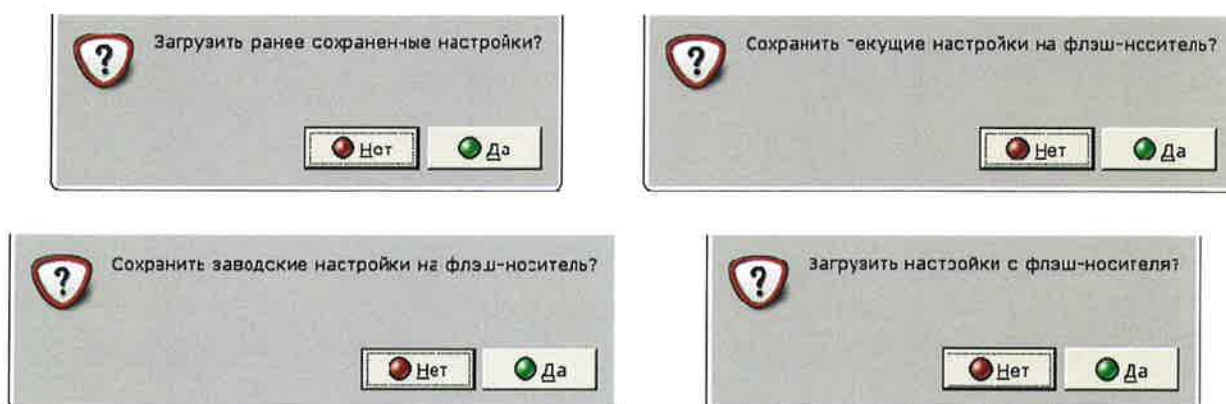 Загрузить ранее сохраненные настройки?
Нет
Да
Сохранить текущие настройки на флэш-носитель?
Нет
Да
Сохранить заводские настройки на флэш-носитель?
Нет
Да
Загрузить настройки с флэш-носителя?
Нет
Да